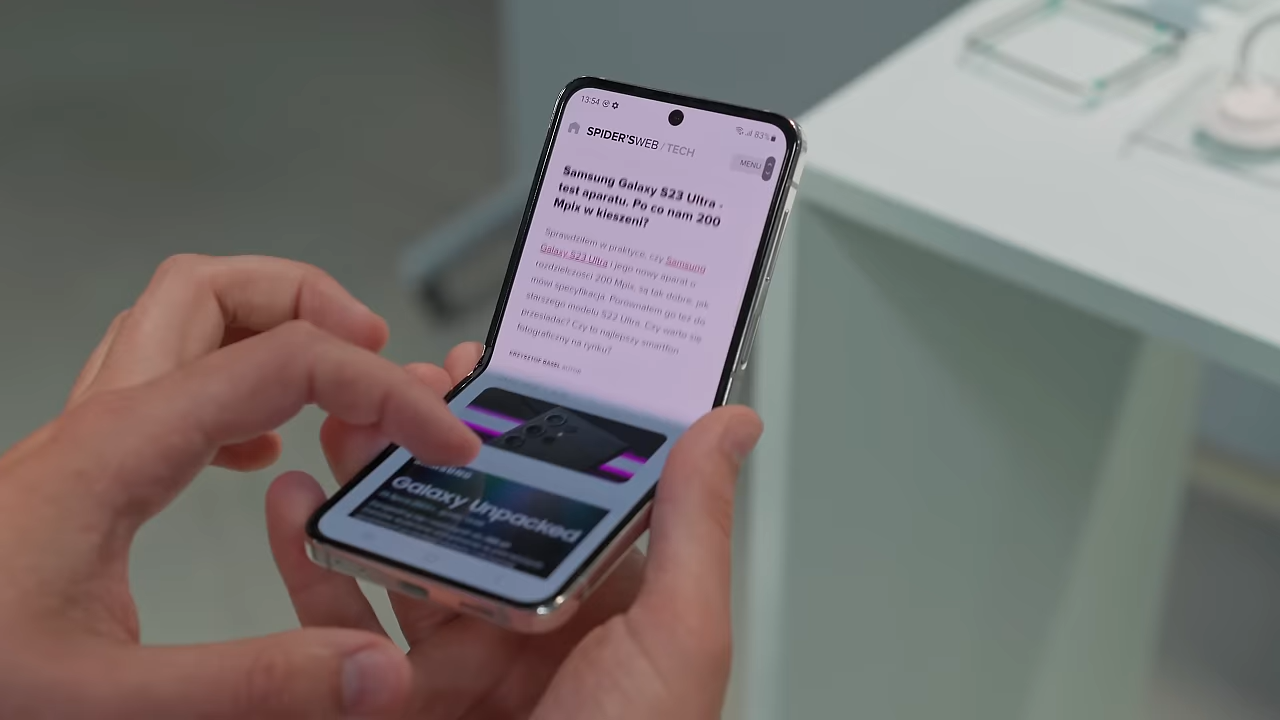 13:54
83%
SPIDER'SWEB / TECH
MENU
Samsung Galaxy S23 Ultra -
test aparatu. Po co nam 200
Mpix w kieszeni?
Sprawdziłem w praktyce, czy Samsung
Galaxy S23 Ultra i jego nowy aparat o
rozdzielczości 200 Mpix, są tak dobre, jak
mówi specyfikacja. Porównałem go też do
starszego modelu S22 Ultra. Czy warto się
przesiadać? Czy to najlepszy smartfon
fotograficzny na rynku?
SAMSUNG
Galaxy Unpacked